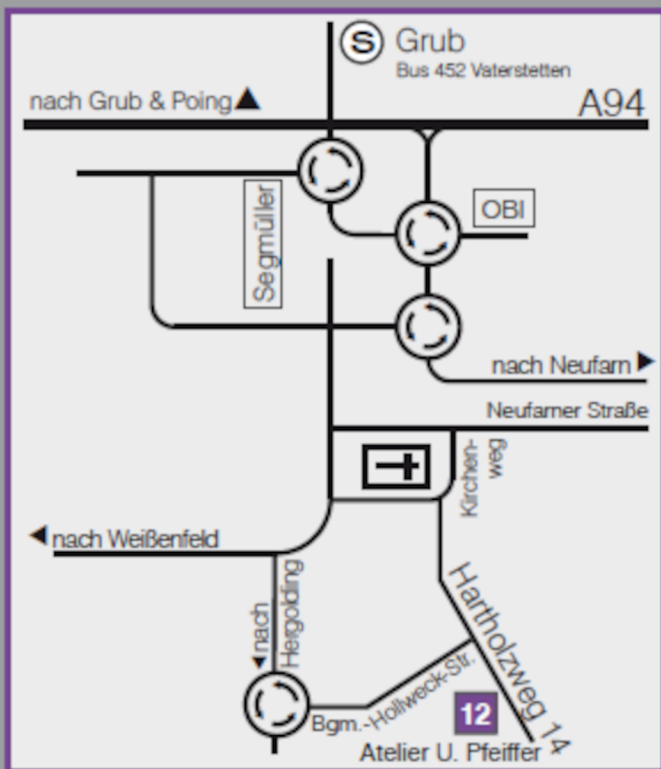 S Grub
Bus 452 Vaterstetten
nach Grub & Poing
A94
Segmüller
OBI
nach Neufarn
Neufarner Straße
Kirchen-
weg
nach Weißenfeld
nach
Hergolding
Hartholzweg 14
Bgm.-Hollweck-Str.
12
Atelier U. Pfeiffer